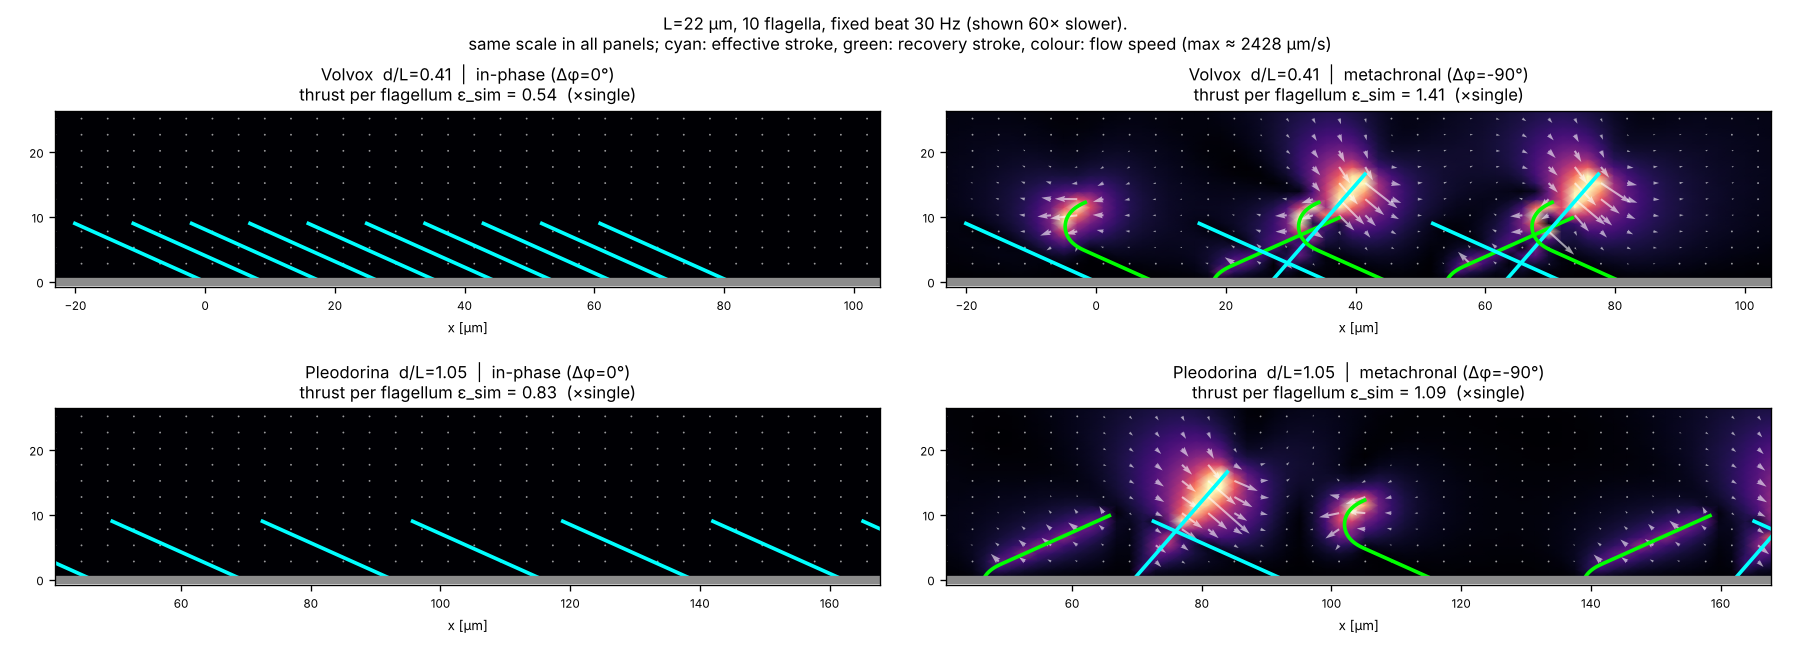 L=22 µm, 10 flagella, fixed beat 30 Hz (shown 60× slower).
same scale in all panels; cyan: effective stroke, green: recovery stroke, colour: flow speed (max ≈ 2428 µm/s)
Volvox d/L=0.41 | in-phase (Δφ=0°)
thrust per flagellum ε_sim = 0.54 (×single)
20
10
0
−20 0 20 40 60 80 100
x [µm]
Volvox d/L=0.41 | metachronal (Δφ=-90°)
thrust per flagellum ε_sim = 1.41 (×single)
20
10
0
−20 0 20 40 60 80 100
x [µm]
Pleodorina d/L=1.05 | in-phase (Δφ=0°)
thrust per flagellum ε_sim = 0.83 (×single)
20
10
0
60 80 100 120 140 160
x [µm]
Pleodorina d/L=1.05 | metachronal (Δφ=-90°)
thrust per flagellum ε_sim = 1.09 (×single)
20
10
0
60 80 100 120 140 160
x [µm]